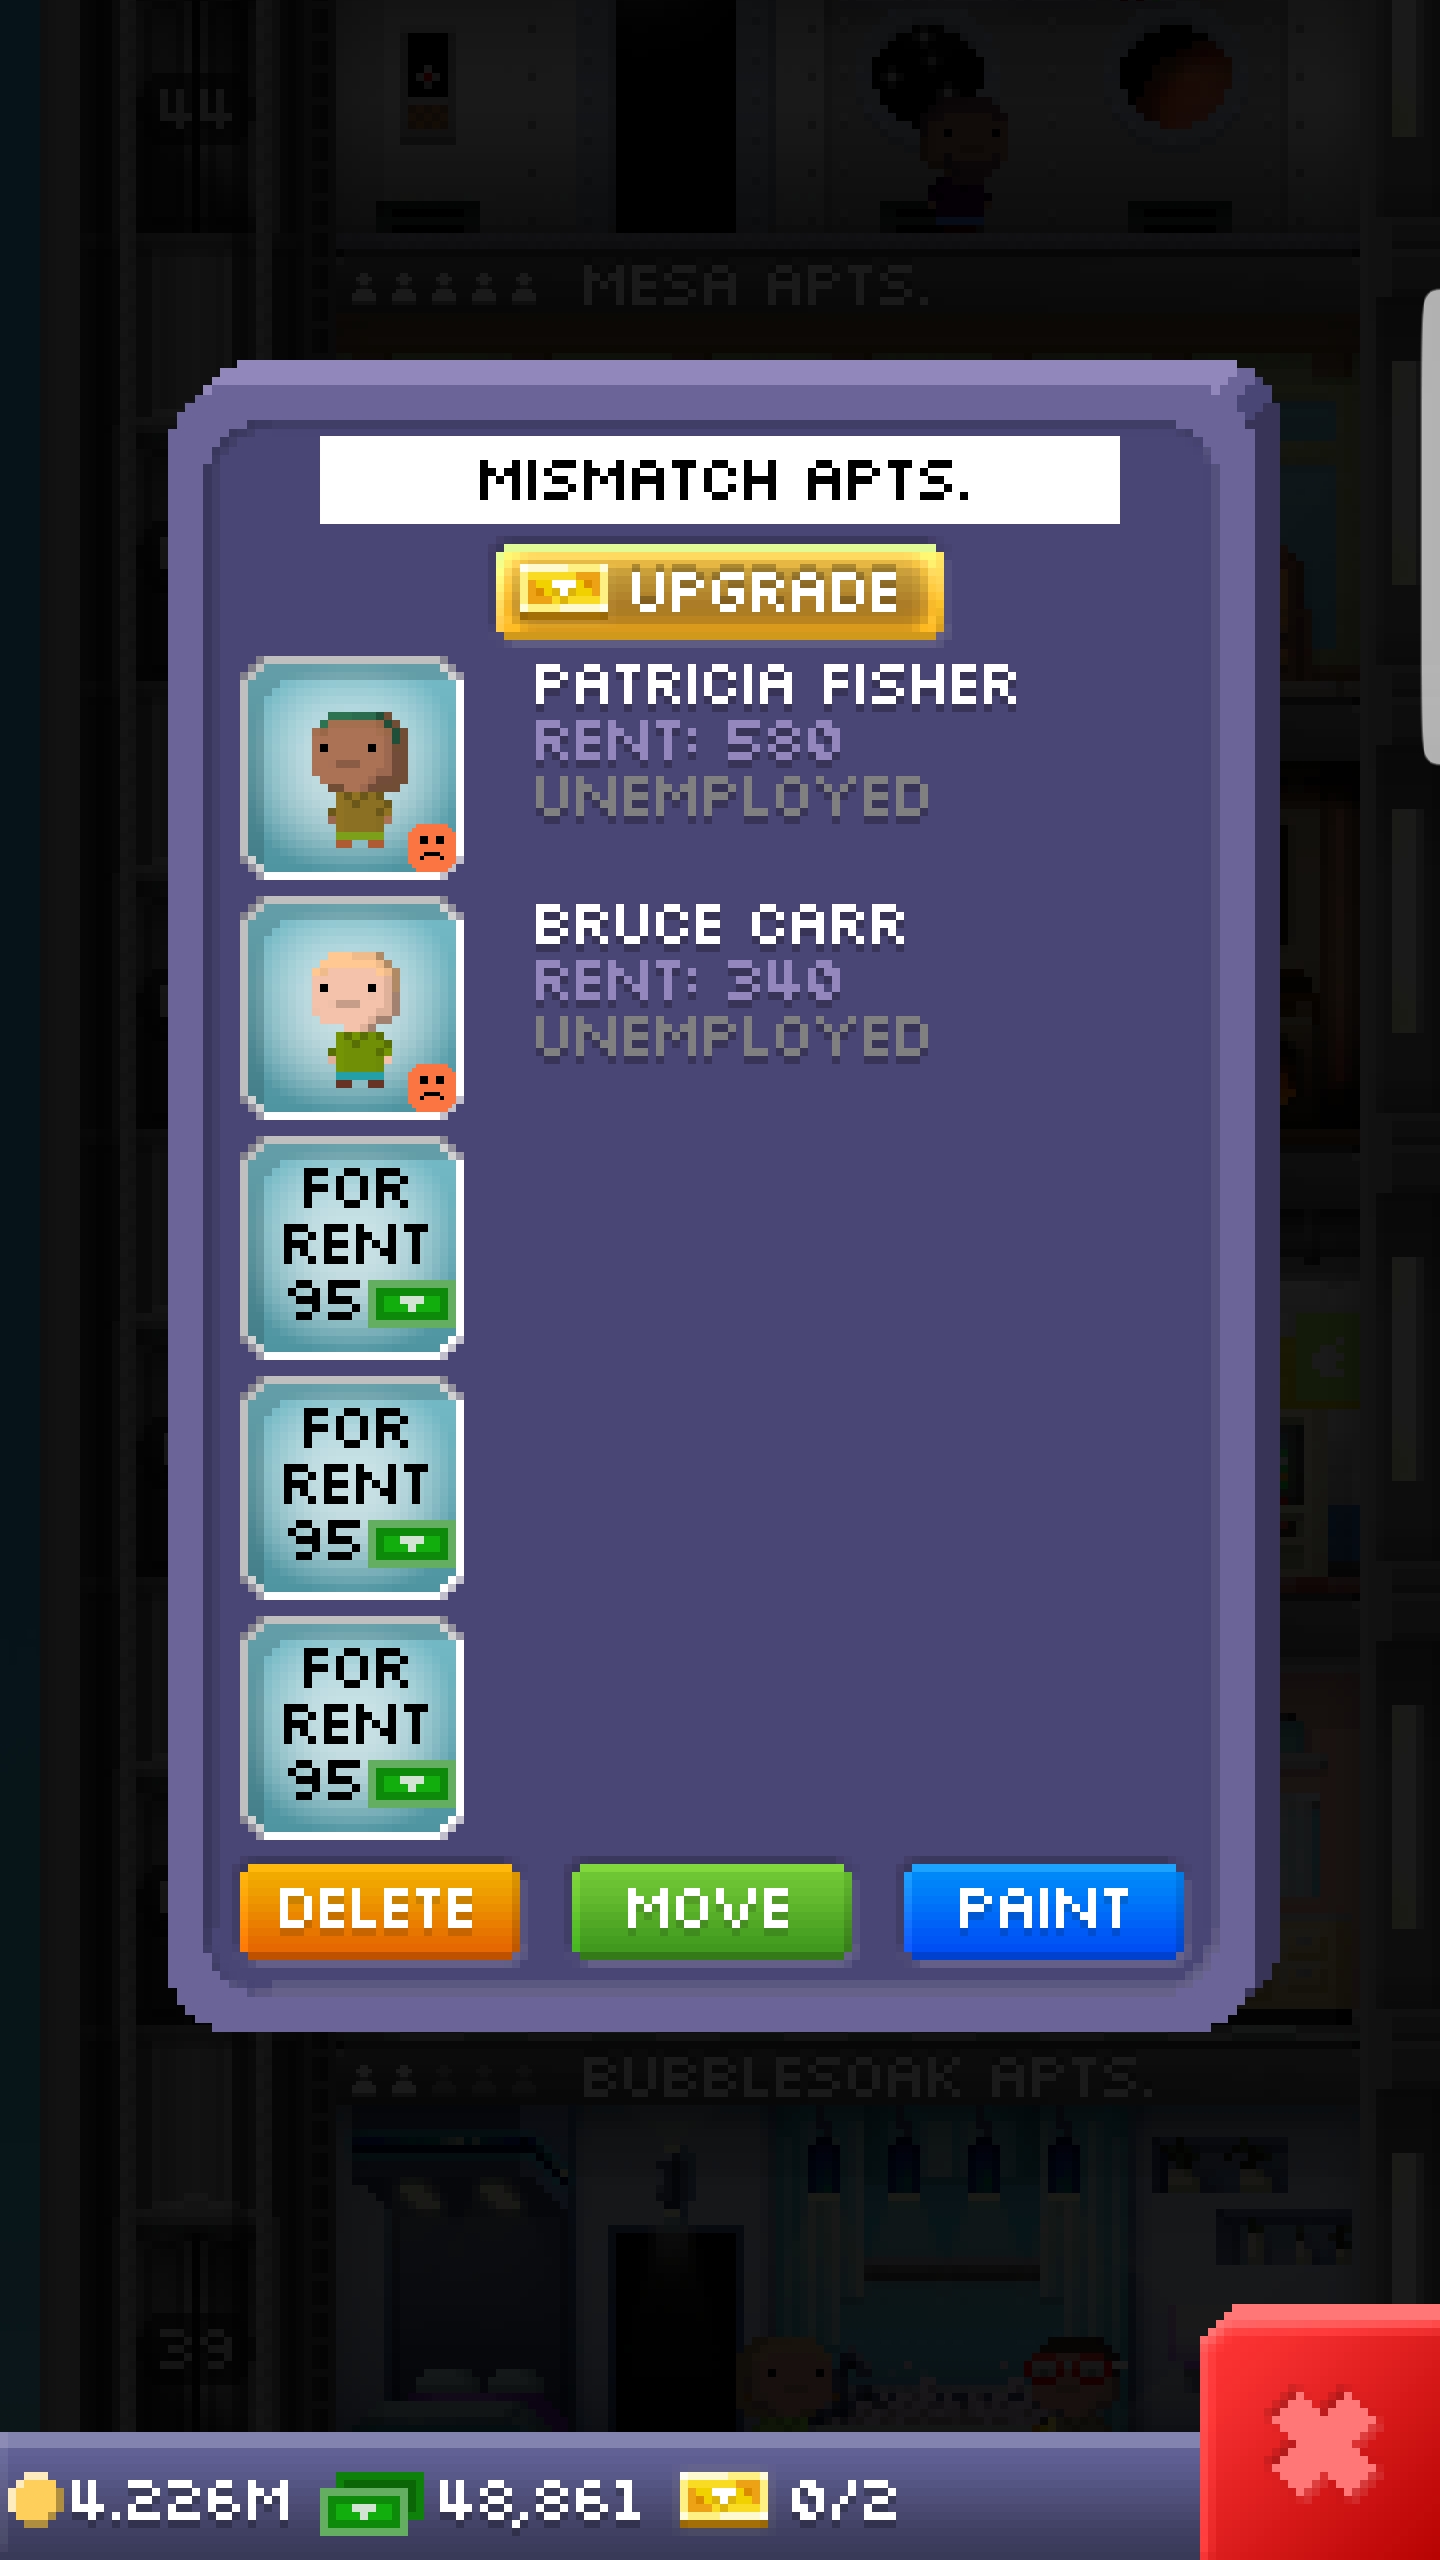 44
MESA APTS.
MISMATCH APTS.
UPGRADE
PATRICIA FISHER
RENT: 580
UNEMPLOYED
BRUCE CARR
RENT: 340
UNEMPLOYED
FOR
RENT
95
FOR
RENT
95
FOR
RENT
95
DELETE
MOVE
PAINT
BUBBLESOAK APTS.
39
4.226M
48,861
0/2